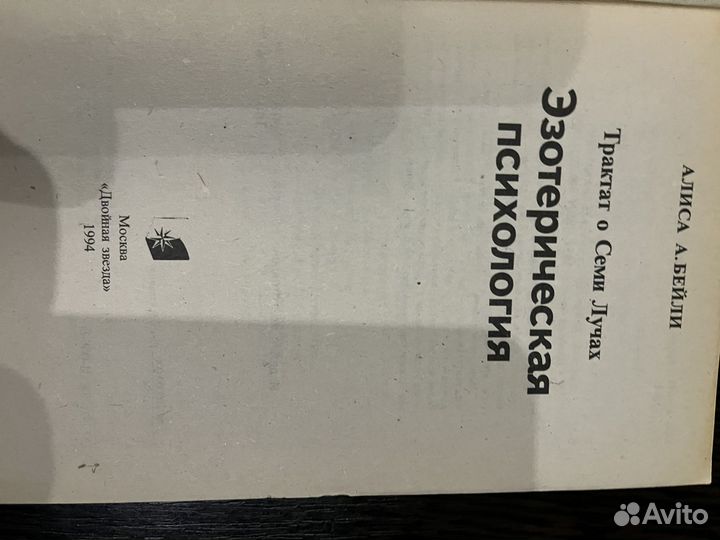 АЛИСА А.БЕЙЛИ
Трактат о Семи Лучах
Эзотерическая
психология
Москва
«Двойная звезда»
1994
Avito